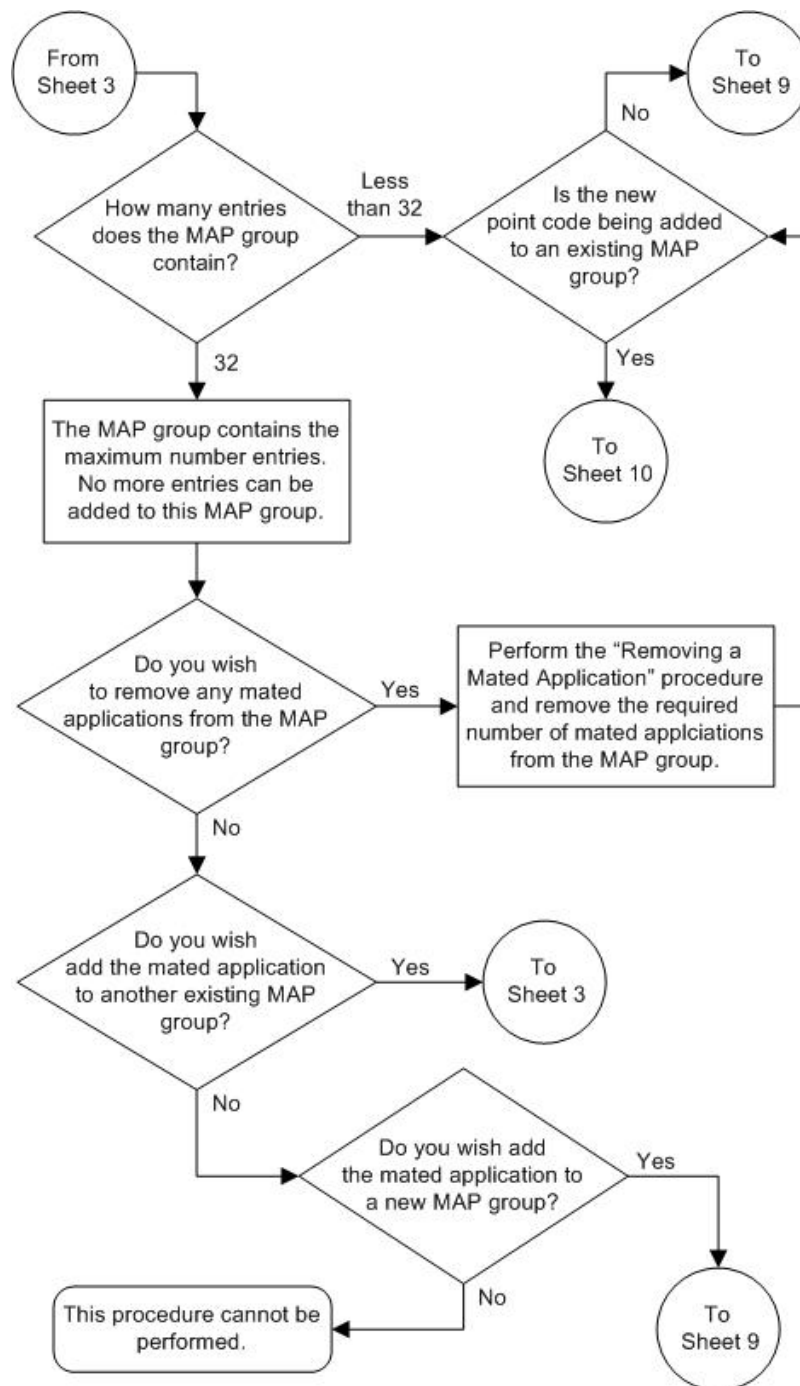 From
Sheet 3
To
Sheet 9
No
Less
than 32
How many entries
does the MAP group
contain?
Is the new
point code being added
to an existing MAP
group?
32
Yes
The MAP group contains the
maximum number entries.
No more entries can be
added to this MAP group.
To
Sheet 10
Do you wish
to remove any mated
applications from the MAP
group?
Yes
Perform the “Removing a
Mated Application” procedure
and remove the required
number of mated applciations
from the MAP group.
No
Do you wish
add the mated application
to another existing MAP
group?
Yes
To
Sheet 3
No
Do you wish add
the mated application to
a new MAP group?
Yes
No
This procedure cannot be
performed.
To
Sheet 9